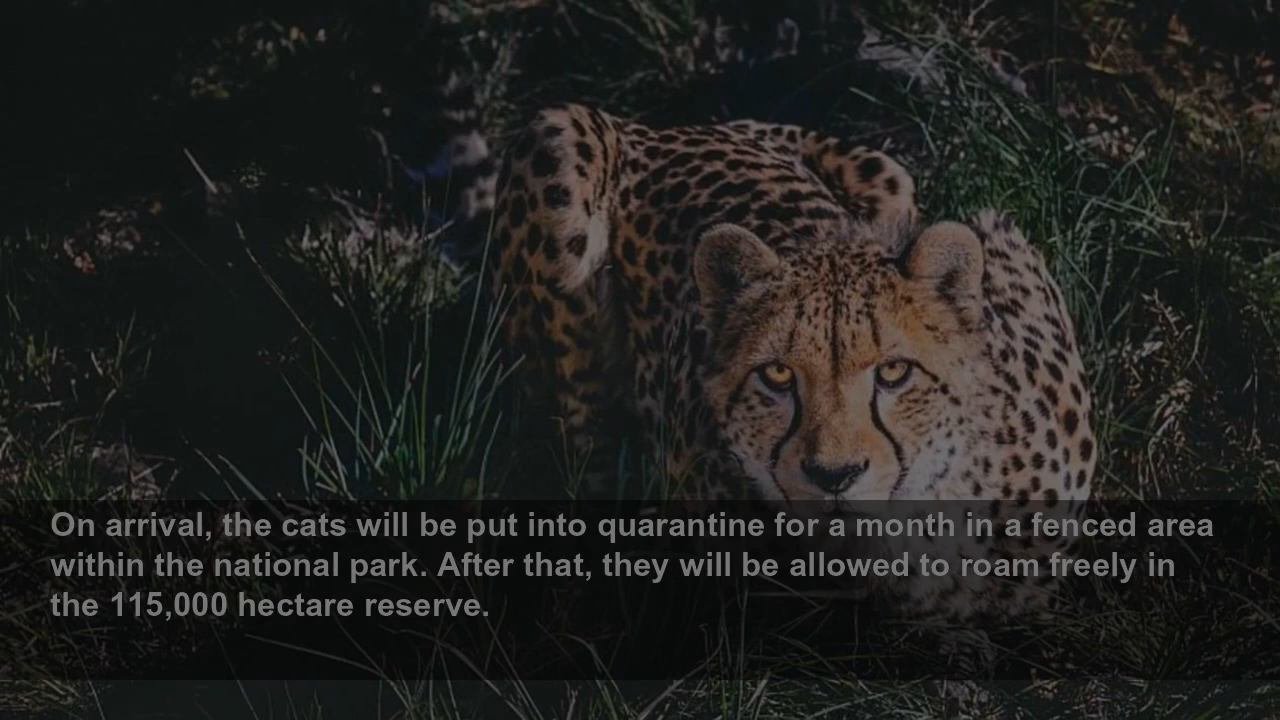 On arrival, the cats will be put into quarantine for a month in a fenced area
within the national park. After that, they will be allowed to roam freely in
the 115,000 hectare reserve.